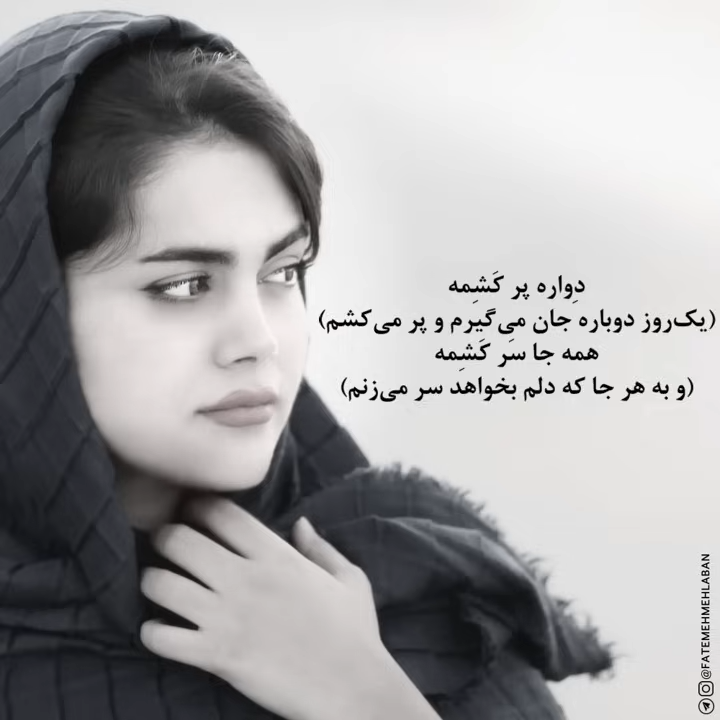 دِواره پر کَشِمه
(یک‌روز دوباره جان می‌گیرم و پر می‌کشم)
همه جا سَر کَشِمه
(و به هر جا که دلم بخواهد سر می‌زنم)
@FATEMEHMEHLABAN